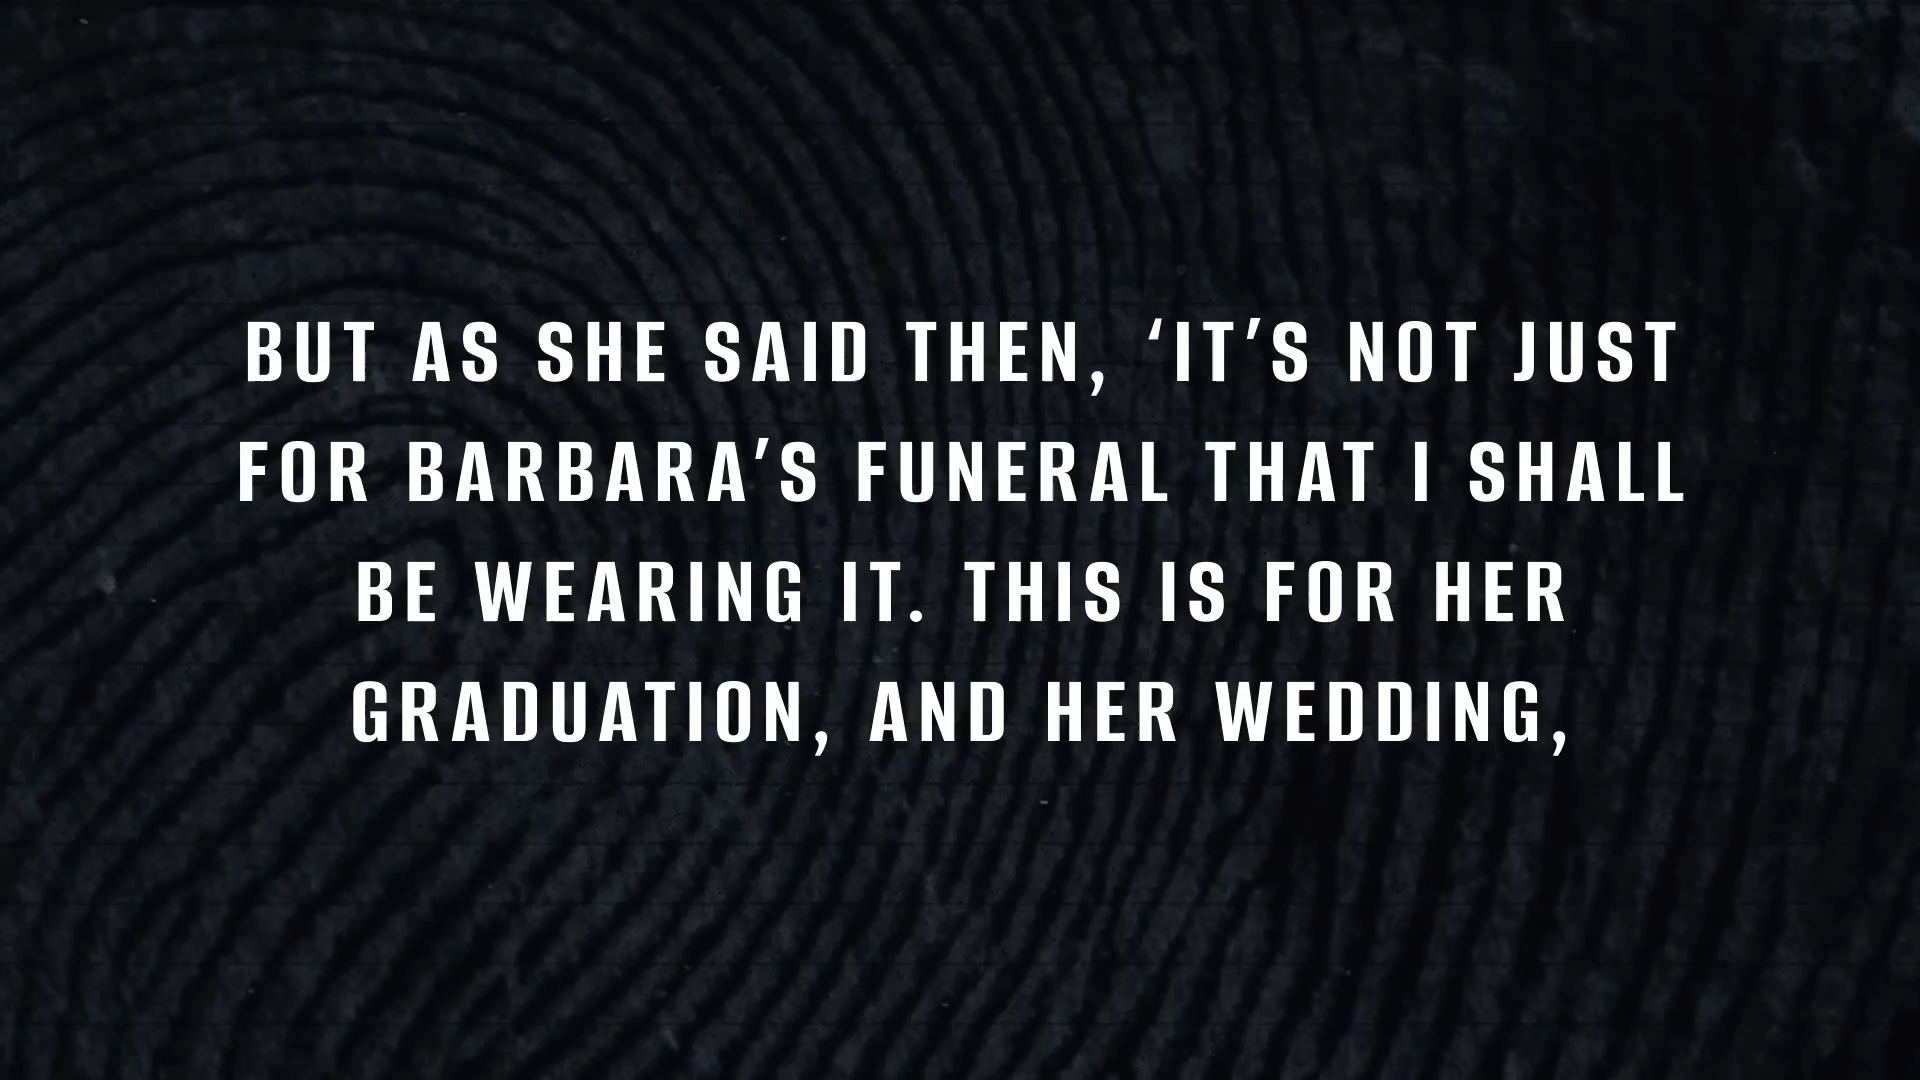 BUT AS SHE SAID THEN, ‘IT’S NOT JUST
FOR BARBARA’S FUNERAL THAT I SHALL
BE WEARING IT. THIS IS FOR HER
GRADUATION, AND HER WEDDING,